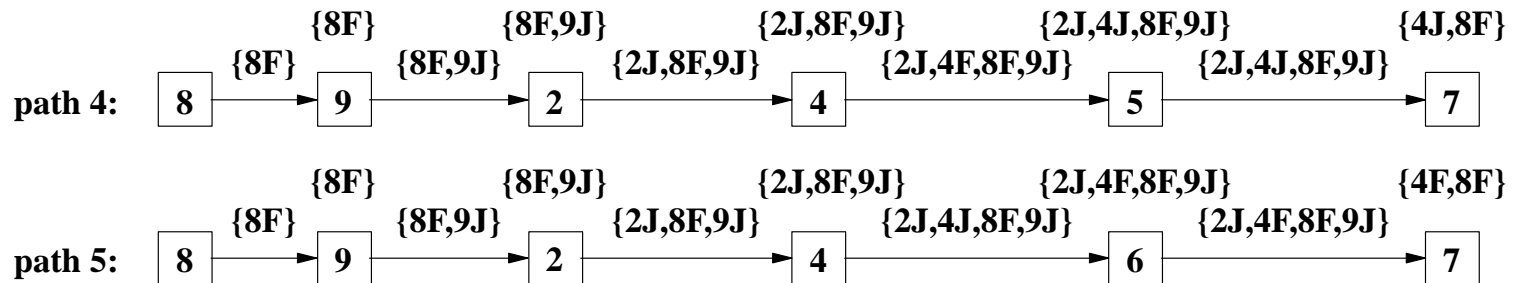 {8F} {8F,9J} {2J,8F,9J} {2J,4J,8F,9J} {4J,8F}
{8F} {8F,9J} {2J,8F,9J} {2J,4F,8F,9J} {2J,4J,8F,9J}
path 4: 8 9 2 4 5 7
{8F} {8F,9J} {2J,8F,9J} {2J,4F,8F,9J} {4F,8F}
{8F} {8F,9J} {2J,8F,9J} {2J,4J,8F,9J} {2J,4F,8F,9J}
path 5: 8 9 2 4 6 7